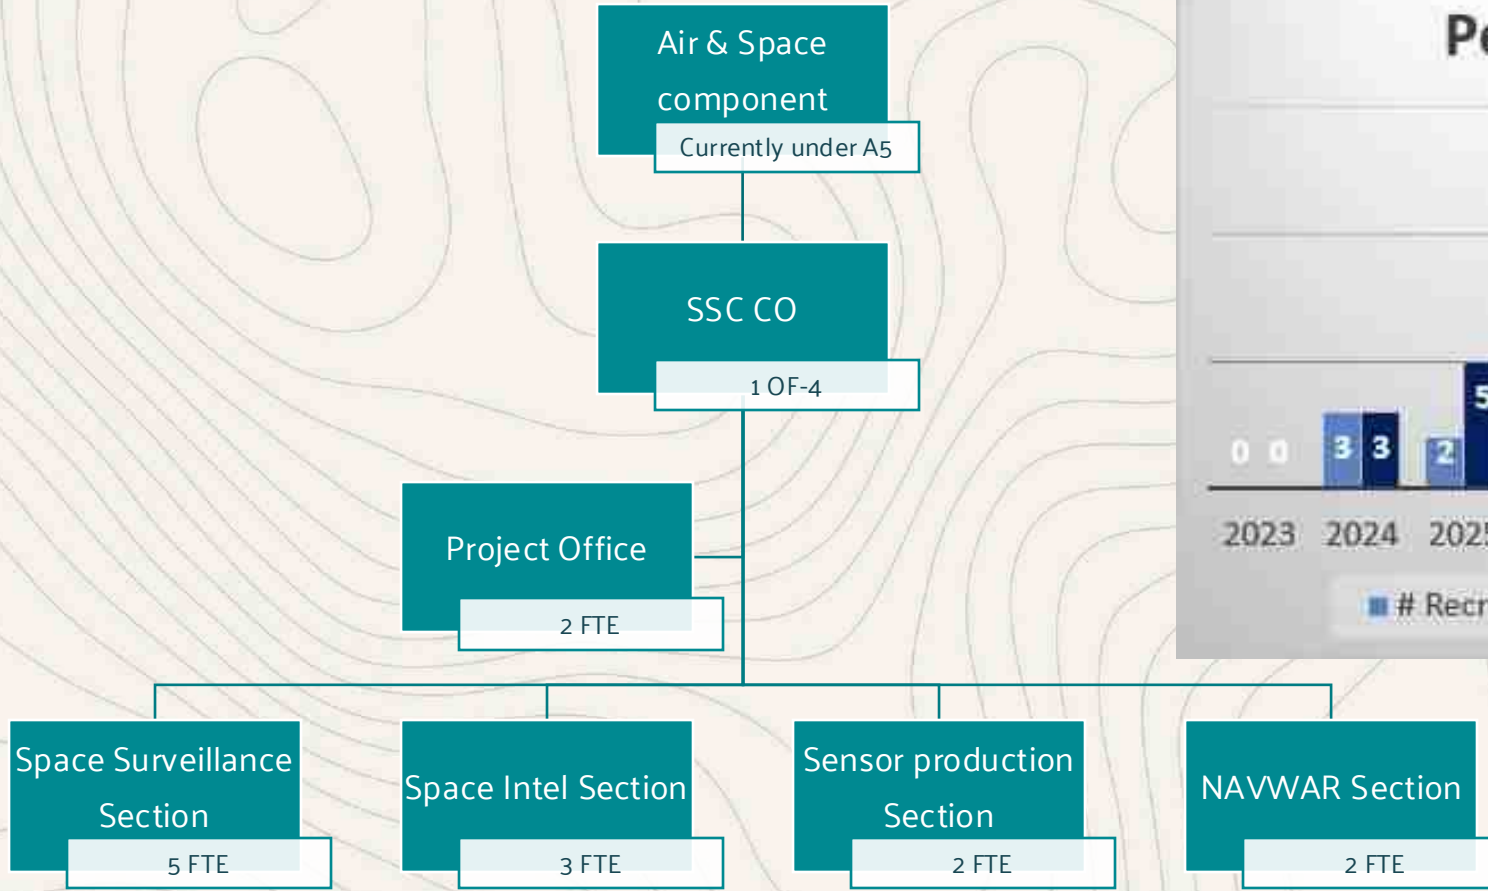 Air & Space
component
Currently under A5
SSC CO
1 OF-4
Project Office
2 FTE
Space Surveillance
Section
5 FTE
Space Intel Section
3 FTE
Sensor production
Section
2 FTE
NAVWAR Section
2 FTE
0 0 3 3 2 5
2023 2024
#